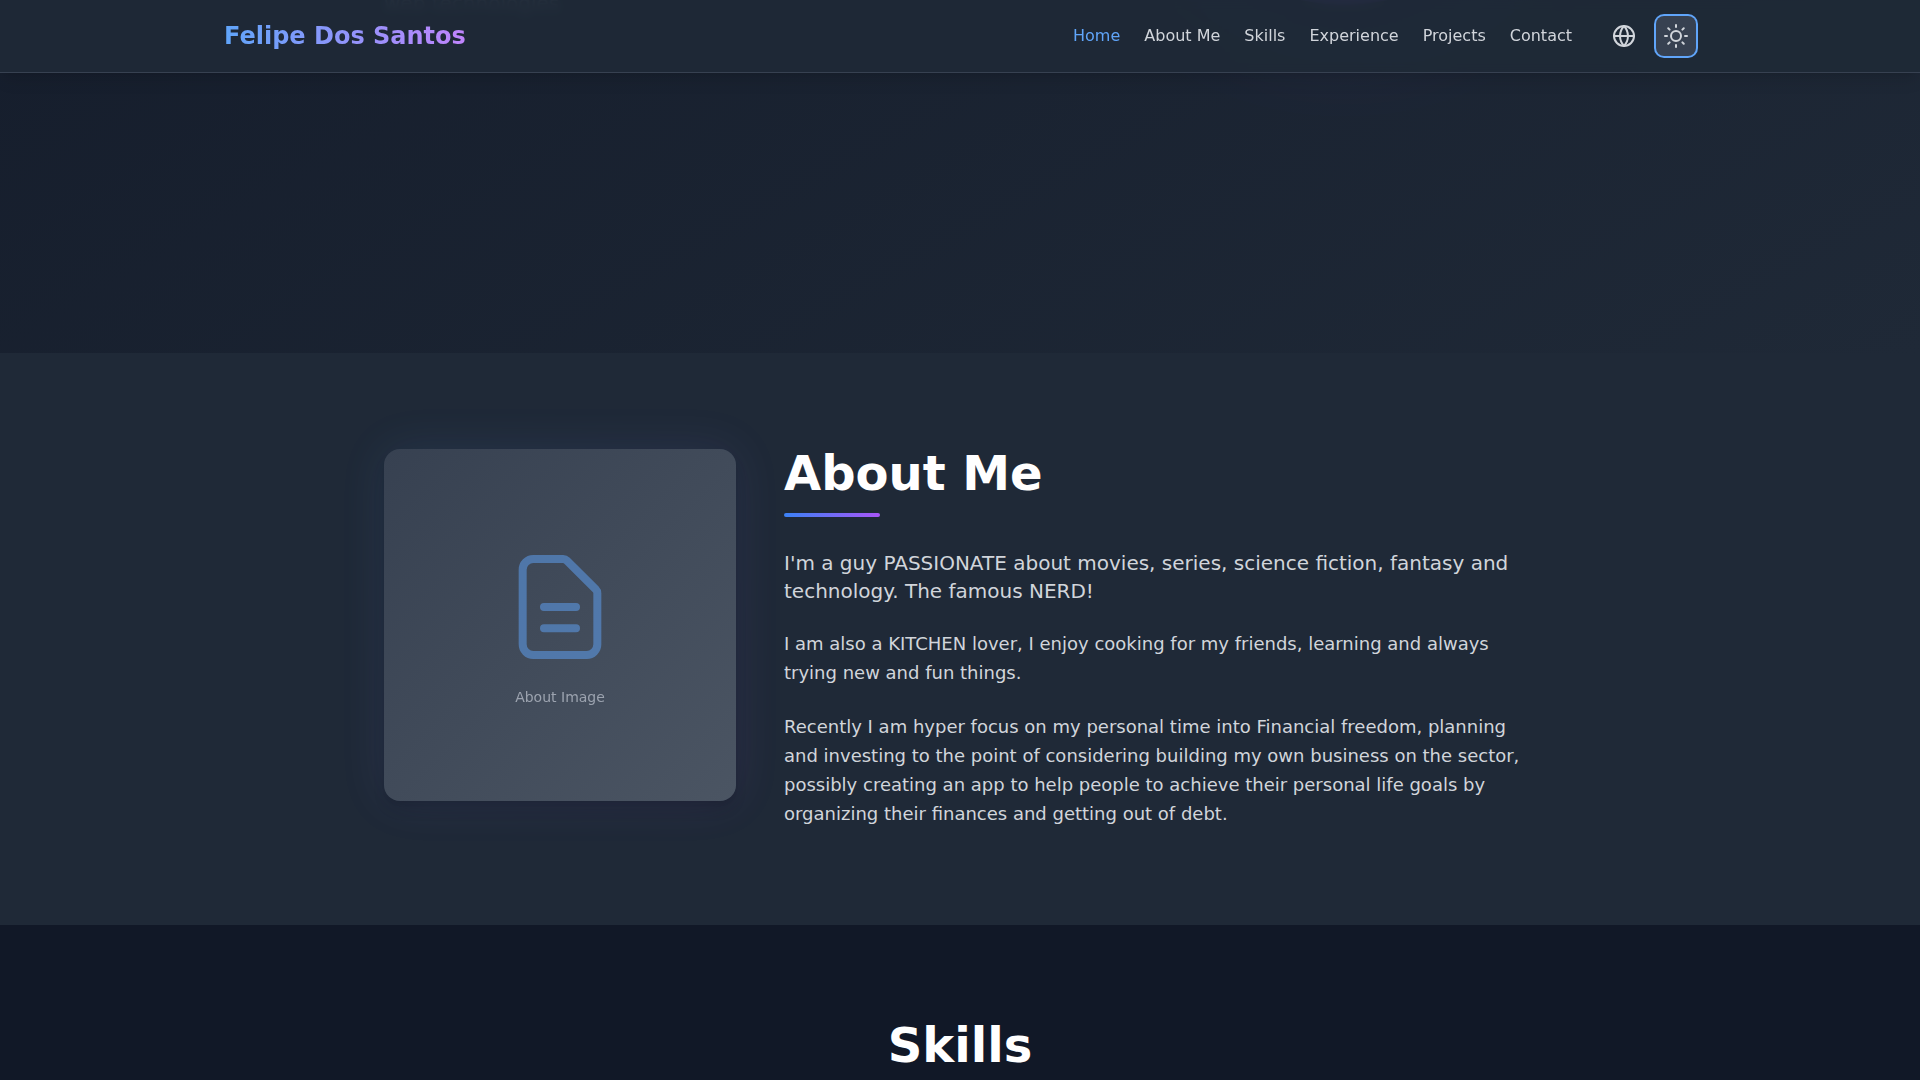 Felipe Dos Santos
Home About Me Skills Experience Projects Contact
About Me
I'm a guy PASSIONATE about movies, series, science fiction, fantasy and
technology. The famous NERD!
I am also a KITCHEN lover, I enjoy cooking for my friends, learning and always
trying new and fun things.
Recently I am hyper focus on my personal time into Financial freedom, planning
and investing to the point of considering building my own business on the sector,
possibly creating an app to help people to achieve their personal life goals by
organizing their finances and getting out of debt.
About Image
Skills